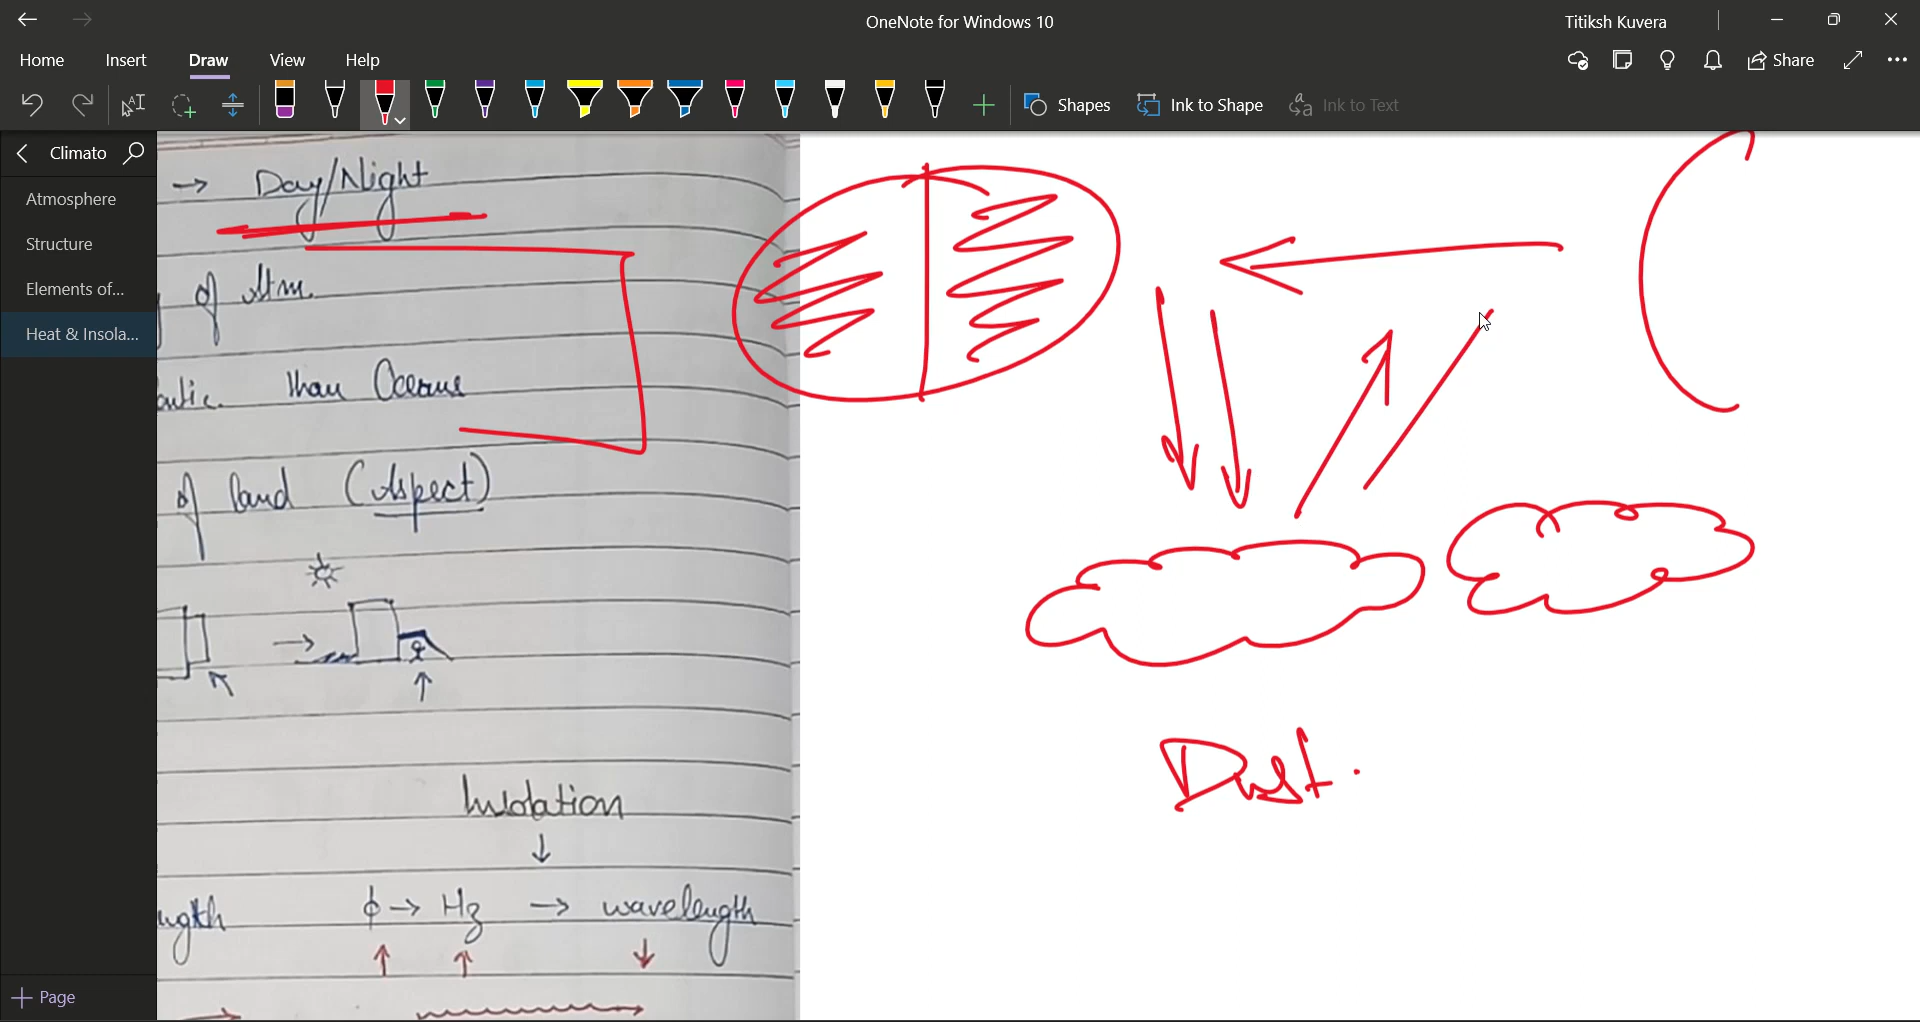 OneNote for Windows 10
Titiksh Kuvera
Home Insert Draw View Help
Share
Shapes Ink to Shape Ink to Text
Climato
Atmosphere
Structure
Elements of...
Heat & Insola...
Page
→ Day/Night
of Atm.
than Oceans
of land (Aspect)
Insolation
↓
ngth ϕ → Hz → wavelength
↑ ↑ ↓
Dust.